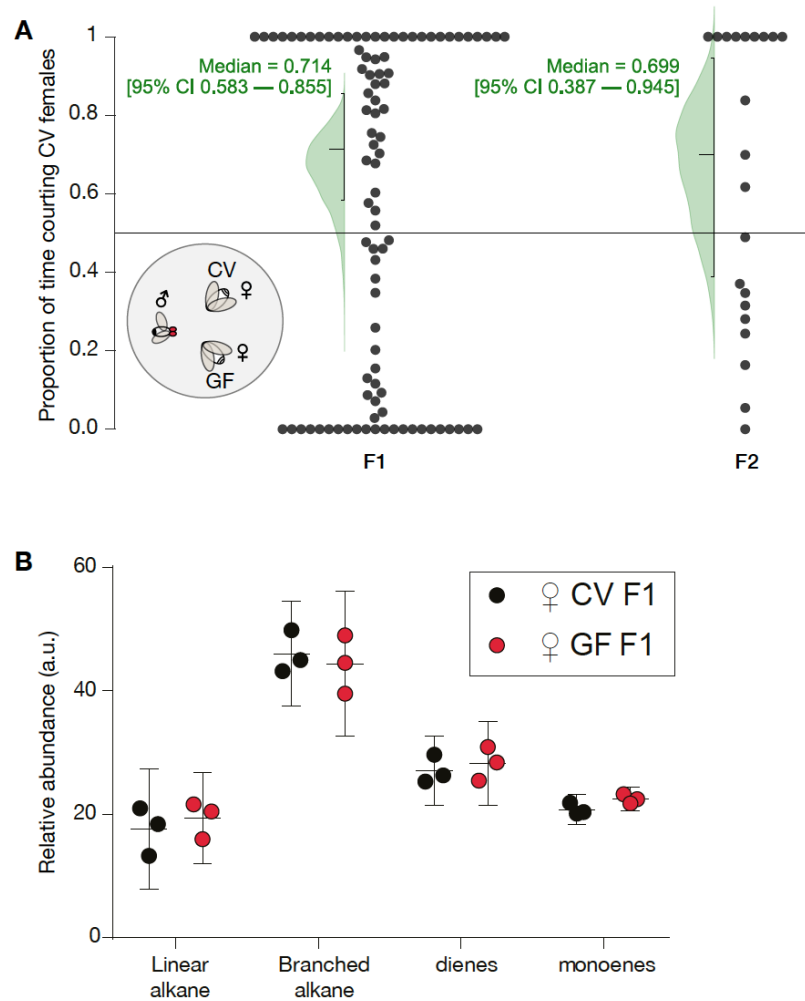 A
Proportion of time courting CV females
1
0.8
0.6
0.4
0.2
0.0
Median = 0.714
[95% CI 0.583 — 0.855]
Median = 0.699
[95% CI 0.387 — 0.945]
♂
CV
♀
♀
GF
F1
F2
B
Relative abundance (a.u.)
60
40
20
0
♀ CV F1
♀ GF F1
Linear
alkane
Branched
alkane
dienes
monoenes